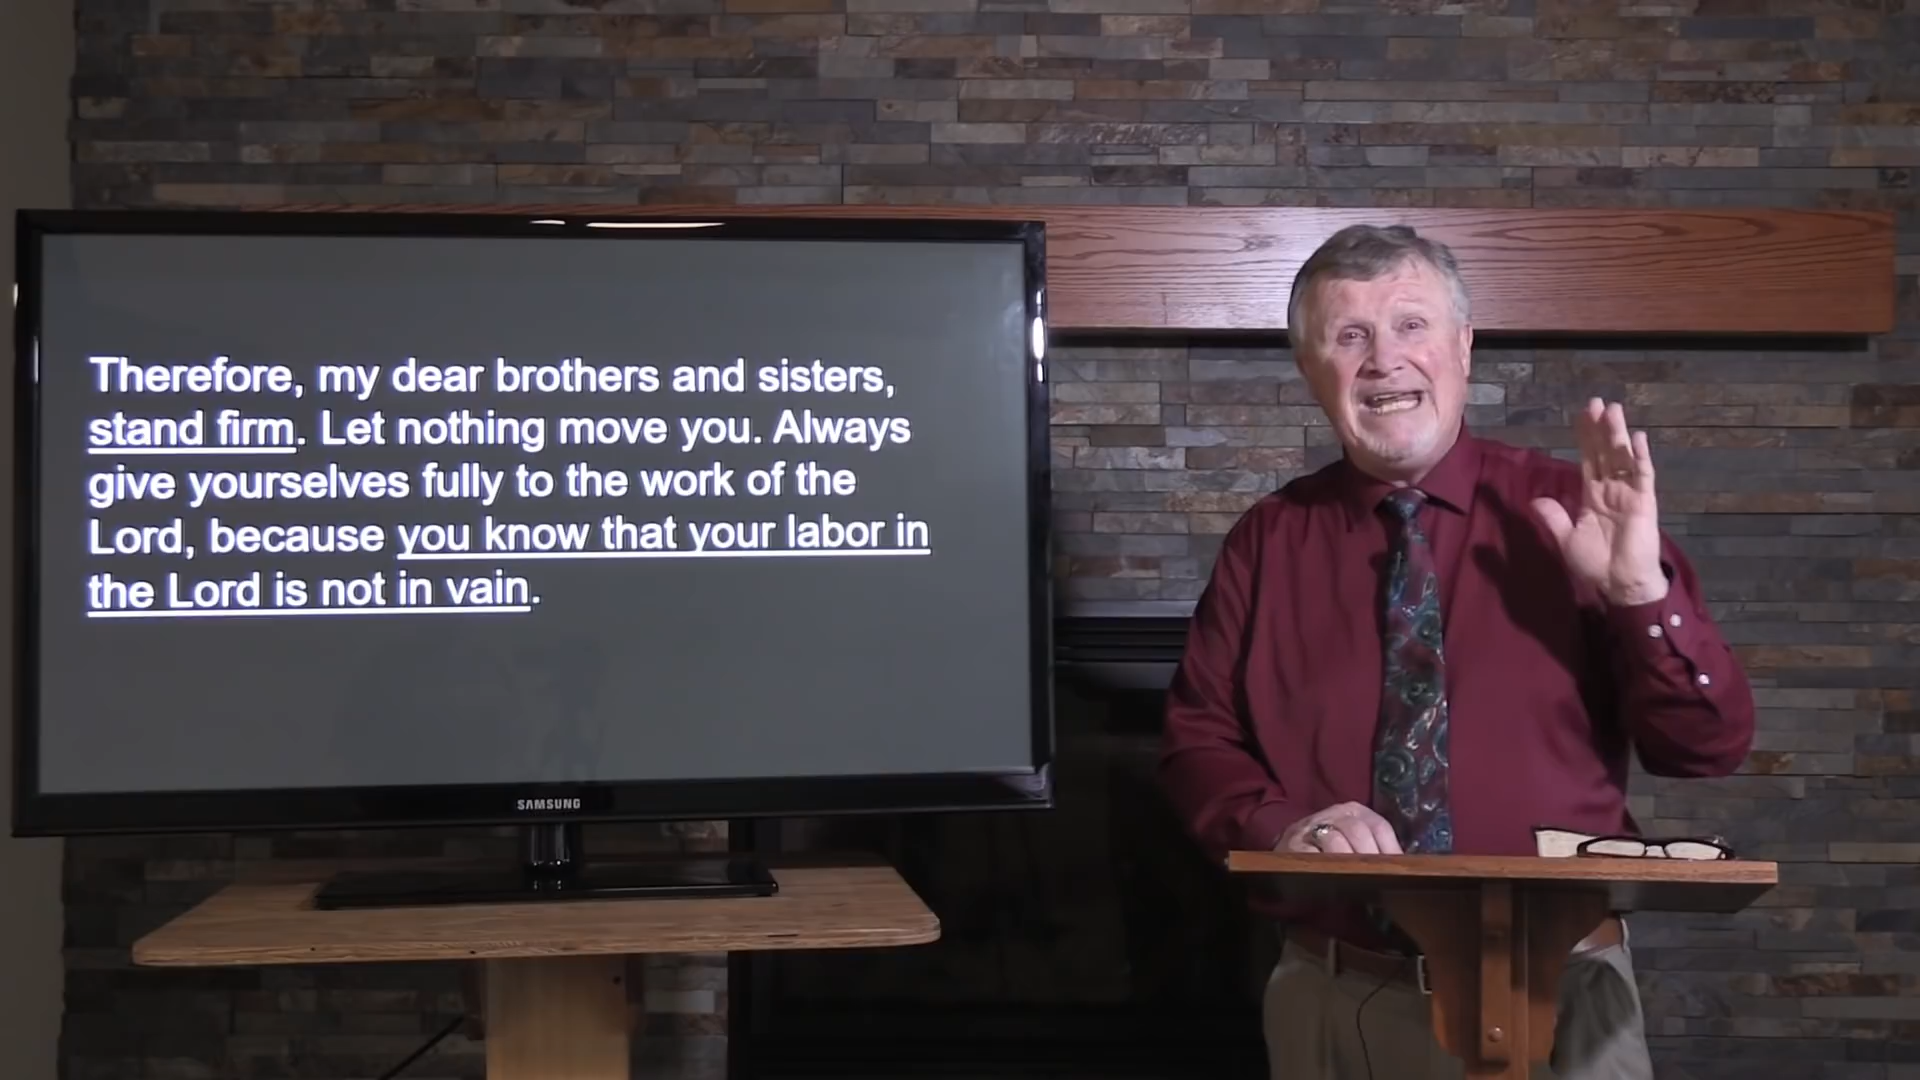 Therefore, my dear brothers and sisters,
stand firm. Let nothing move you. Always
give yourselves fully to the work of the
Lord, because you know that your labor in
the Lord is not in vain.
SAMSUNG